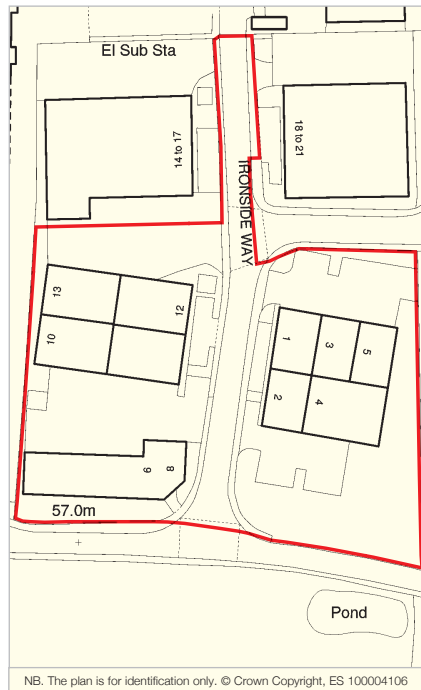 El Sub Sta
14 to 17
18 to 21
IRONSIDE WAY
13
12
10
1
3
5
2
4
6
8
57.0m
Pond
NB. The plan is for identification only. © Crown Copyright, ES 100004106